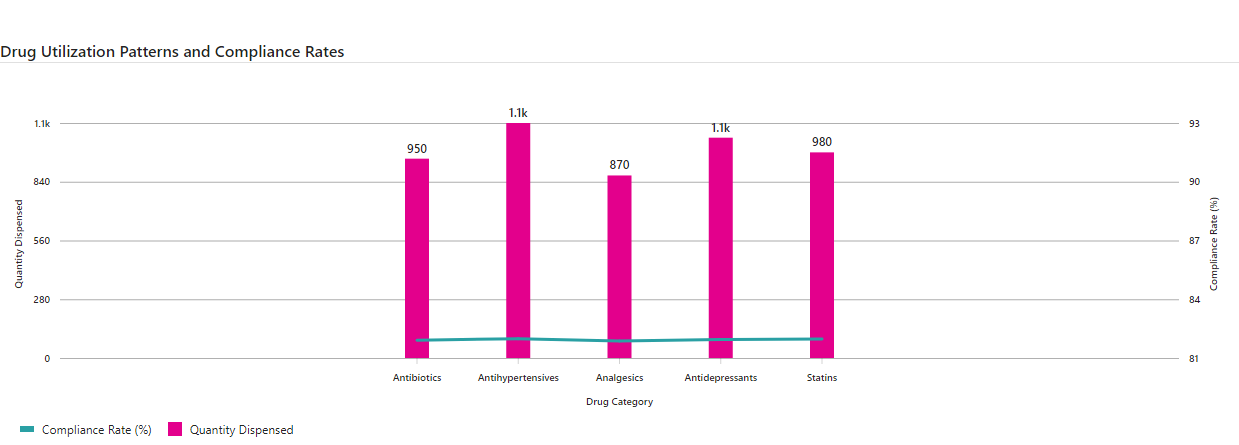 Drug Utilization Patterns and Compliance Rates
1.1k
1.1k 1.1k 93
950 980
870
840 90
560 87
280 84
0 81
Quantity Dispensed
Compliance Rate (%)
Antibiotics Antihypertensives Analgesics Antidepressants Statins
Drug Category
Compliance Rate (%) Quantity Dispensed